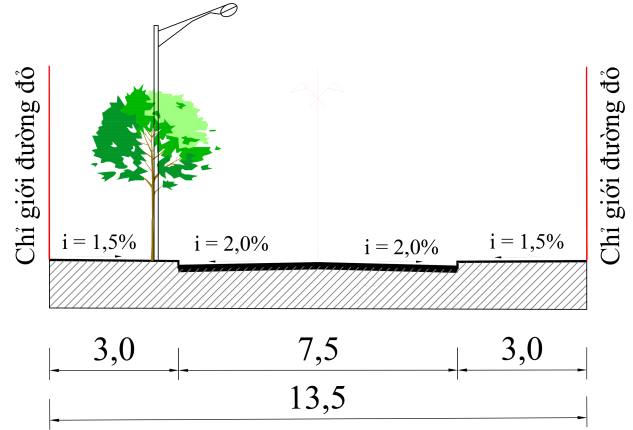 Chỉ giới đường đỏ
Chỉ giới đường đỏ
i = 1,5%
i = 2,0%
i = 2,0%
i = 1,5%
3,0
7,5
3,0
13,5